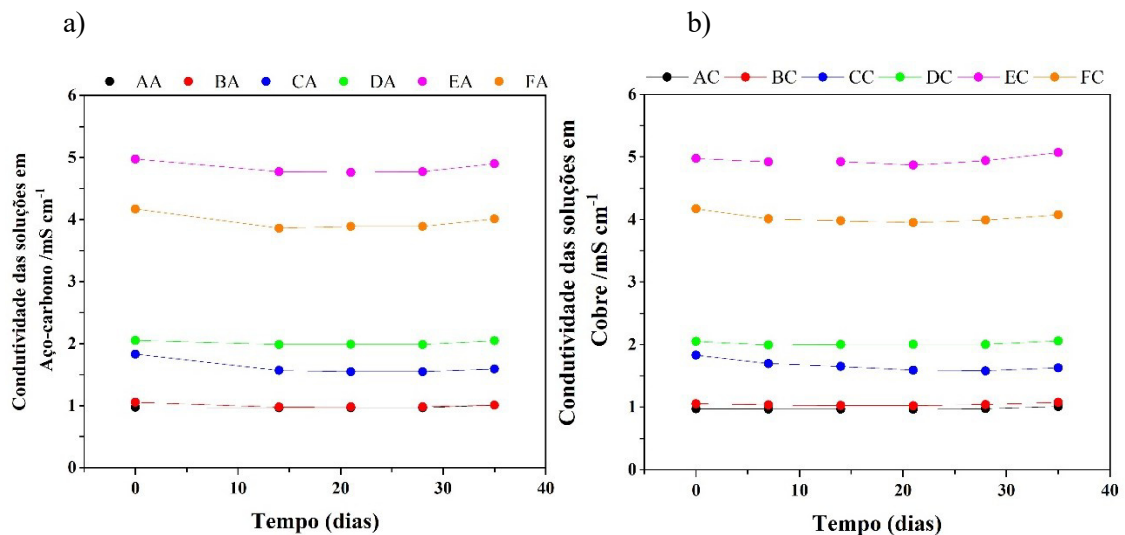 a)
AA BA CA DA EA FA
Condutividade das soluções em
Aço-carbono /mS cm⁻¹
6
5
4
3
2
1
0
0 10 20 30 40
Tempo (dias)
b)
AC BC CC DC EC FC
Condutividade das soluções em
Cobre /mS cm⁻¹
6
5
4
3
2
1
0
0 10 20 30 40
Tempo (dias)